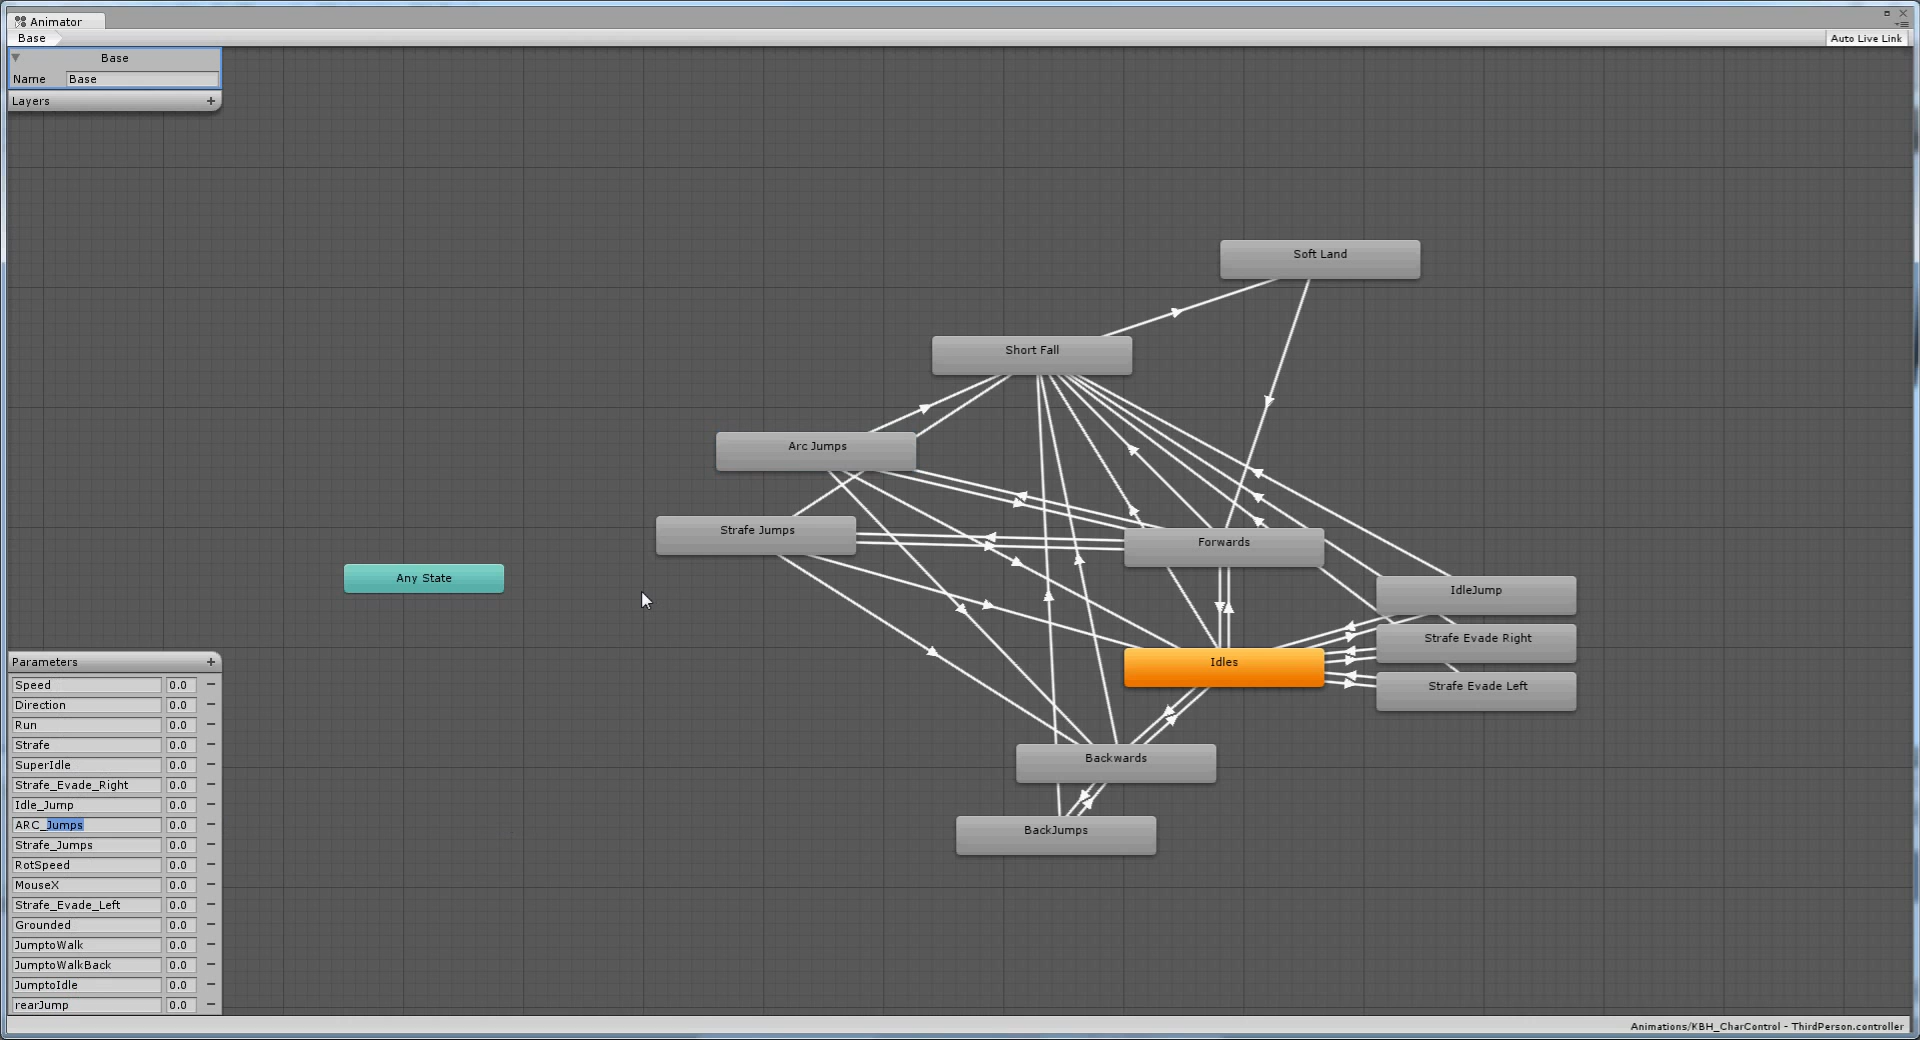 Animator
Base
Auto Live Link
Base
Name Base
Layers +
Soft Land
Short Fall
Arc Jumps
Strafe Jumps
Forwards
Any State
IdleJump
Strafe Evade Right
Idles
Strafe Evade Left
Backwards
BackJumps
Parameters +
Speed 0.0 −
Direction 0.0 −
Run 0.0 −
Strafe 0.0 −
SuperIdle 0.0 −
Strafe_Evade_Right 0.0 −
Idle_Jump 0.0 −
ARC_Jumps 0.0 −
Strafe_Jumps 0.0 −
RotSpeed 0.0 −
MouseX 0.0 −
Strafe_Evade_Left 0.0 −
Grounded 0.0 −
JumptoWalk 0.0 −
JumptoWalkBack 0.0 −
JumptoIdle 0.0 −
rearJump 0.0 −
Animations/KBH_CharControl - ThirdPerson.controller